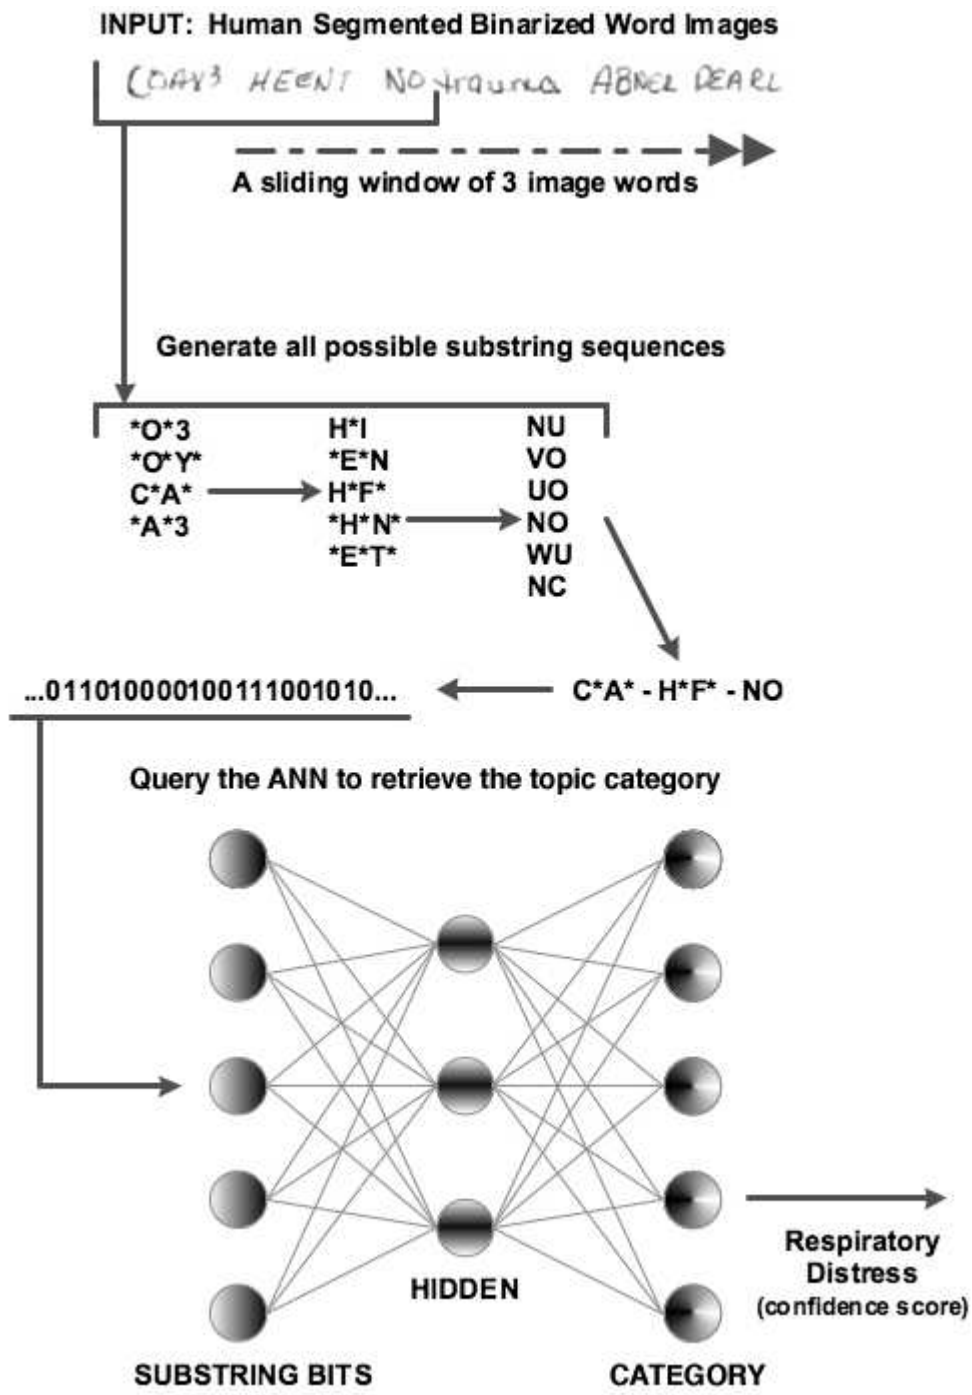 INPUT: Human Segmented Binarized Word Images
COAY3 HEENT NO trauma ABNER PEARL
A sliding window of 3 image words
Generate all possible substring sequences
*O*3 H*I NU
*O*Y* *E*N VO
C*A* H*F* UO
*A*3 *H*N* NO
*E*T* WU
NC
...0110100001001110010​10... C*A* - H*F* - NO
Query the ANN to retrieve the topic category
Respiratory
Distress
(confidence score)
HIDDEN
SUBSTRING BITS CATEGORY